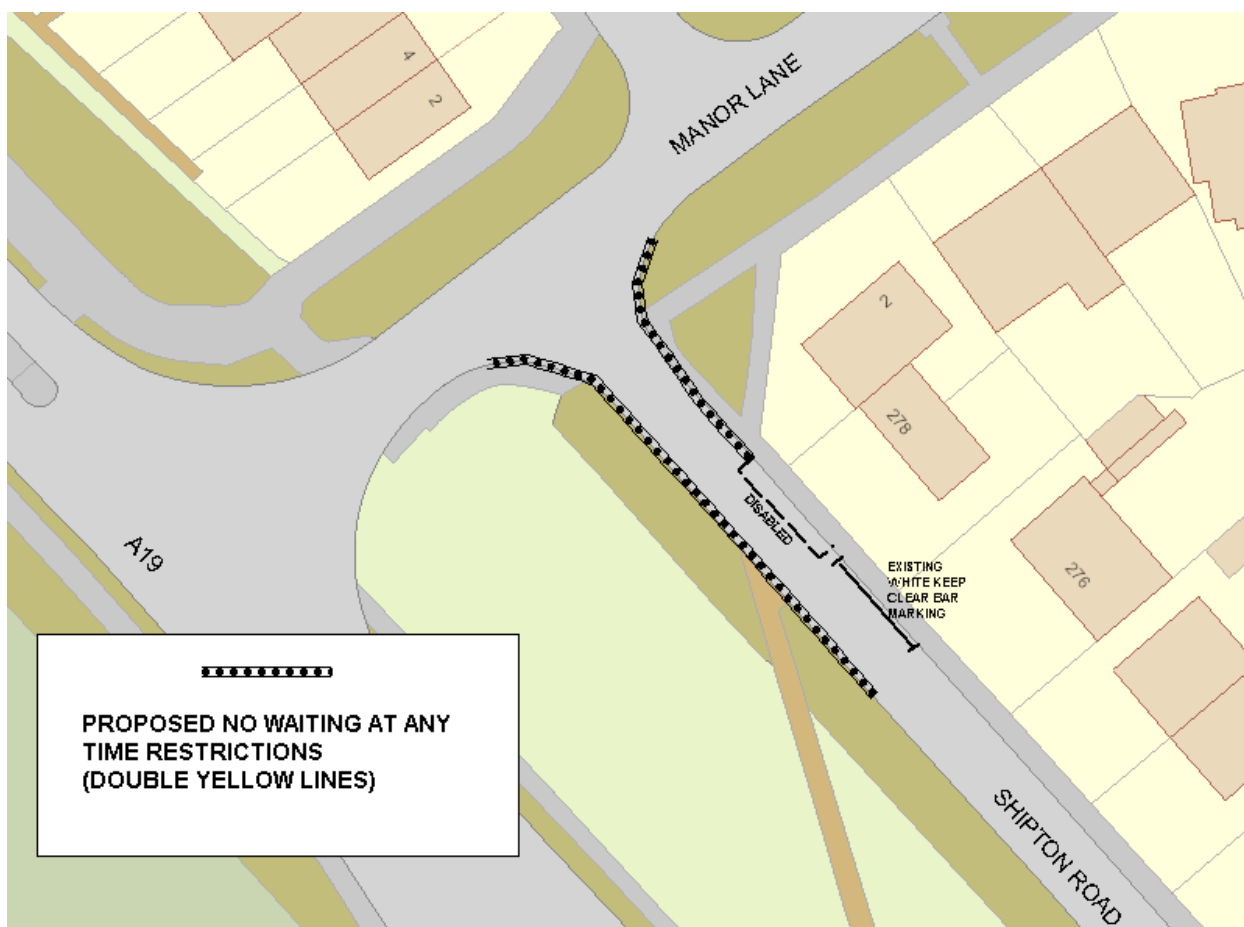 4
2
MANOR LANE
2
278
DISABLED
A19
EXISTING
WHITE KEEP
CLEAR BAR
MARKING
276
PROPOSED NO WAITING AT ANY
TIME RESTRICTIONS
(DOUBLE YELLOW LINES)
SHIPTON ROAD